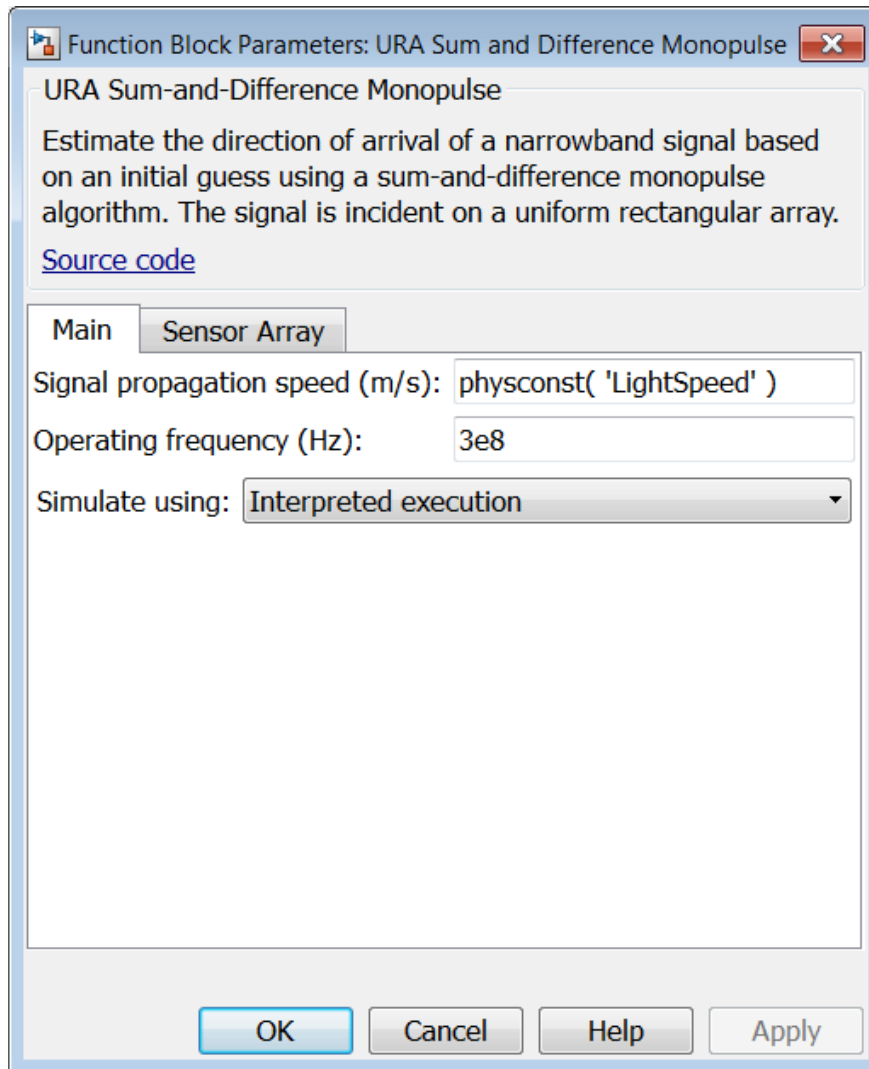 Function Block Parameters: URA Sum and Difference Monopulse
URA Sum-and-Difference Monopulse
Estimate the direction of arrival of a narrowband signal based
on an initial guess using a sum-and-difference monopulse
algorithm. The signal is incident on a uniform rectangular array.
Source code
Main Sensor Array
Signal propagation speed (m/s): physconst( 'LightSpeed' )
Operating frequency (Hz): 3e8
Simulate using: Interpreted execution
OK Cancel Help Apply